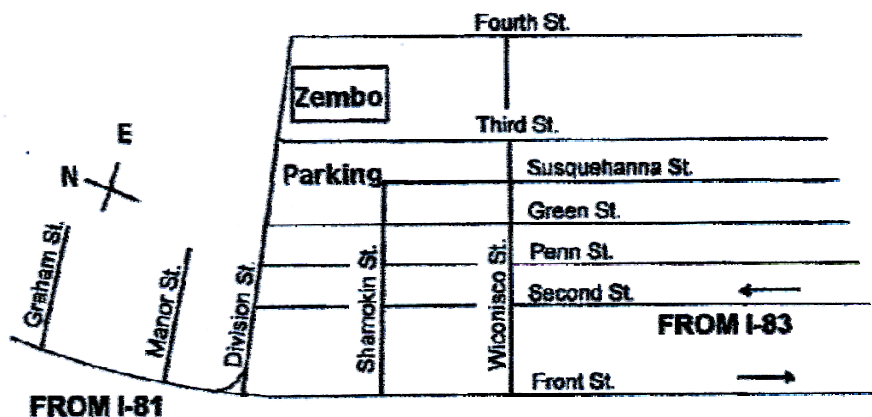 Fourth St.
Zembo
Third St.
E
N
Parking
Susquehanna St.
Green St.
Graham St.
Manor St.
Division St.
Shamokin St.
Wiconisco St.
Penn St.
Second St.
FROM I-83
Front St.
FROM I-81